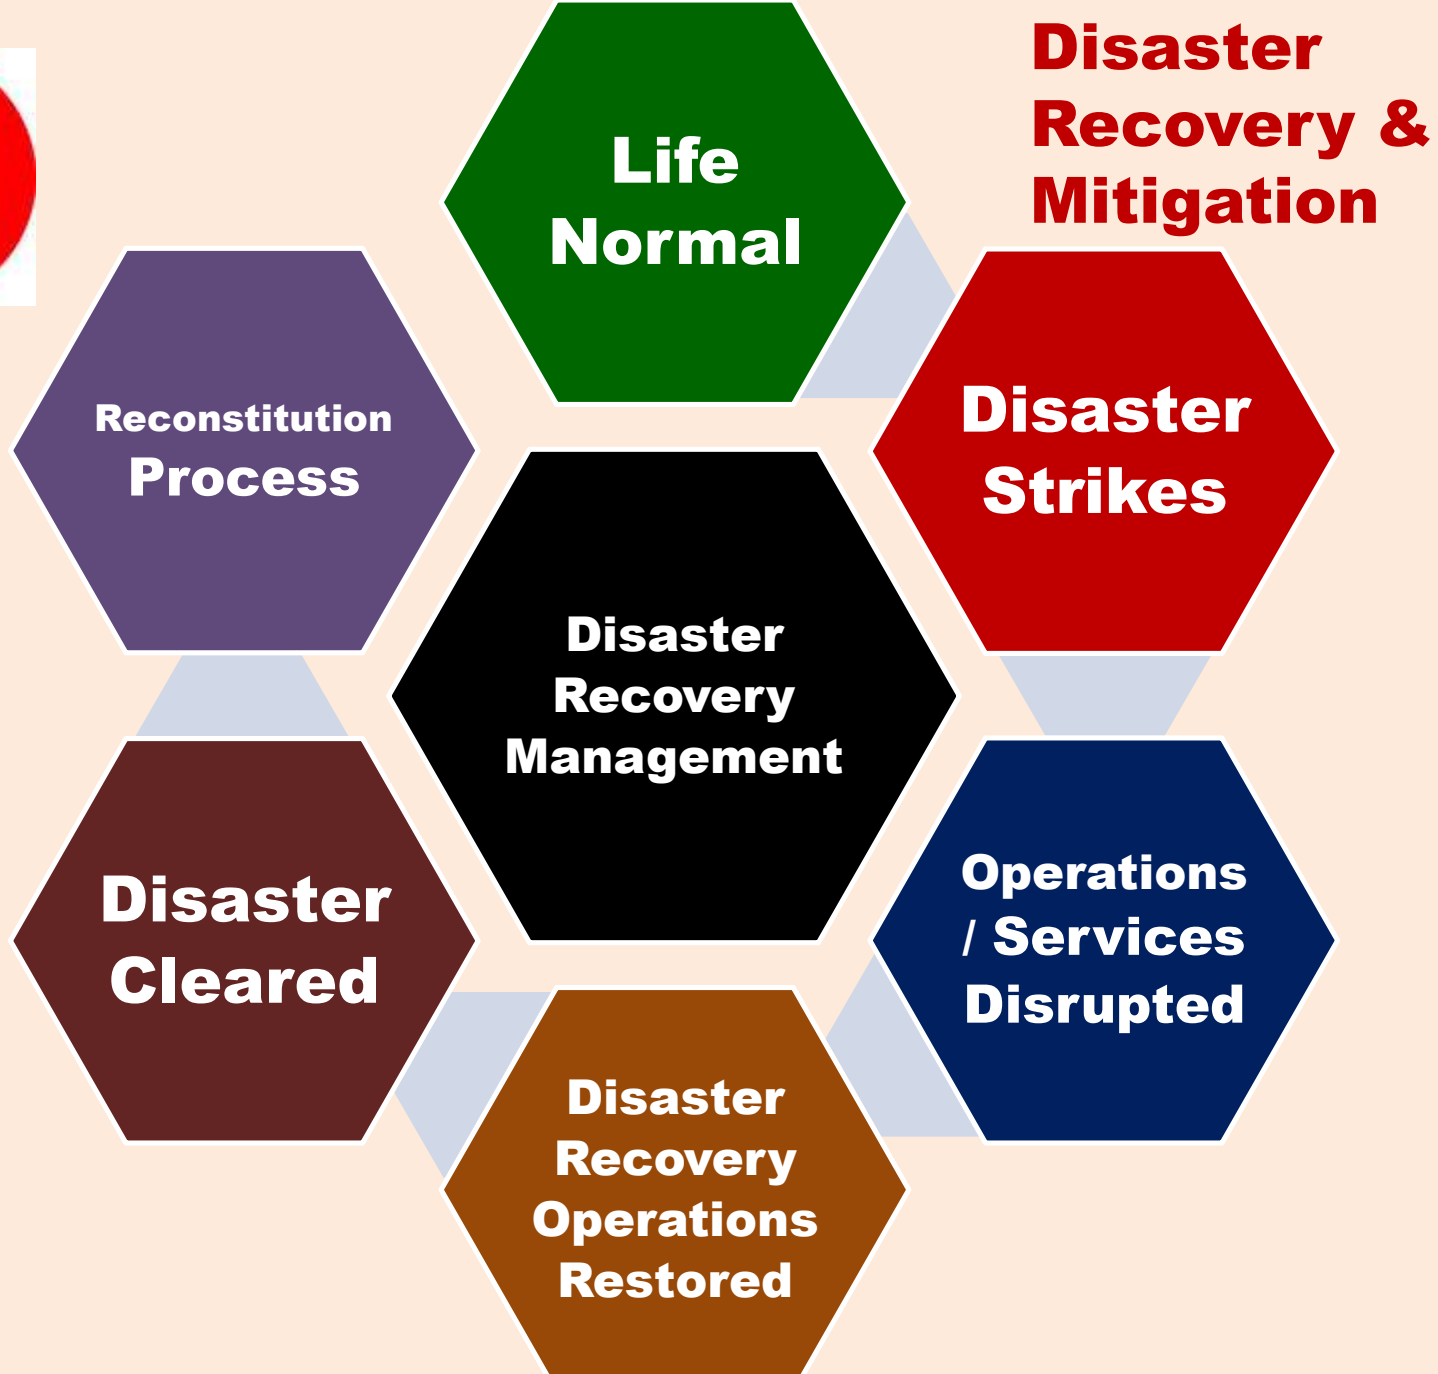 Disaster
Recovery &
Mitigation
Life
Normal
Disaster
Strikes
Operations
/ Services
Disrupted
Disaster
Recovery
Operations
Restored
Disaster
Cleared
Reconstitution
Process
Disaster
Recovery
Management